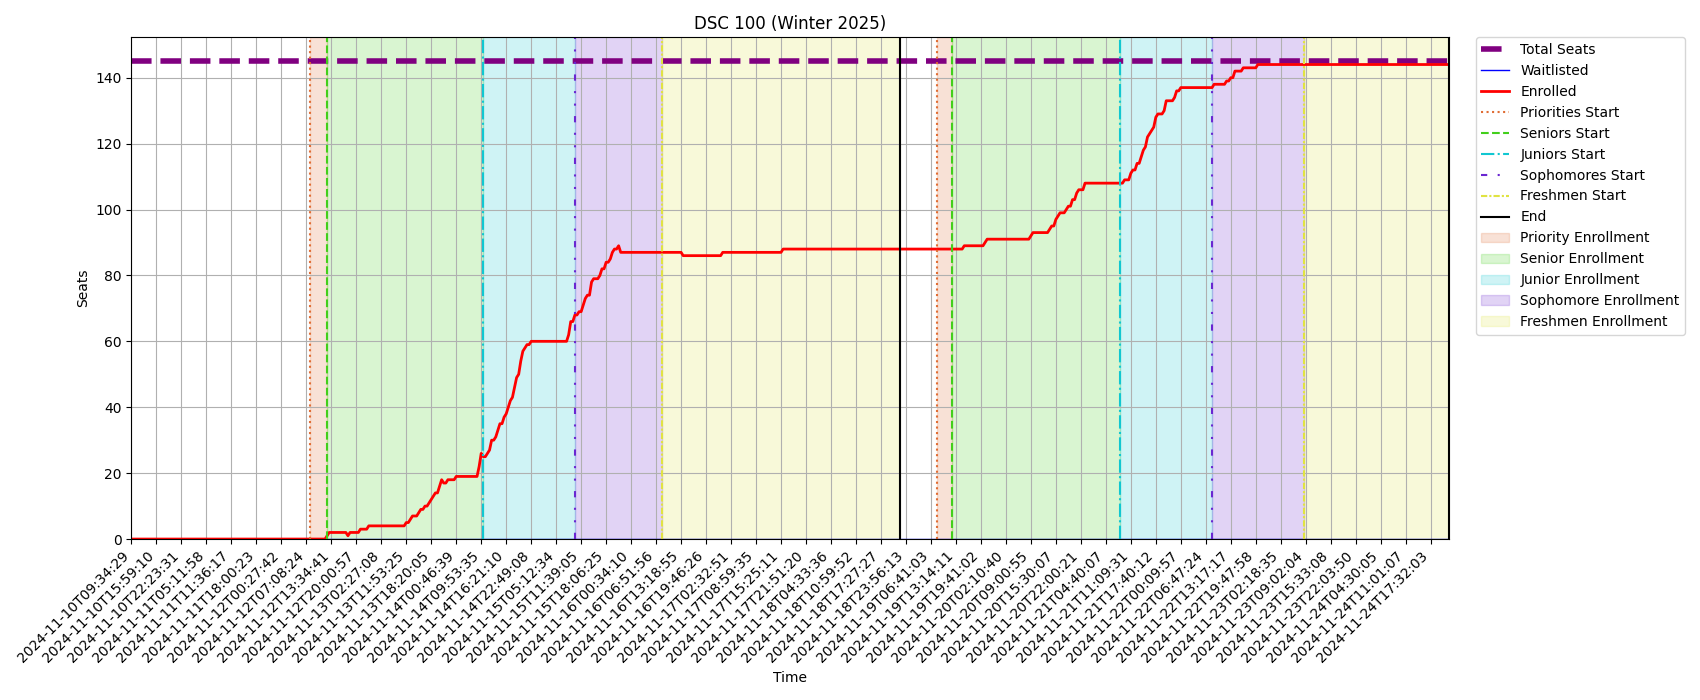 DSC 100 (Winter 2025)
Total Seats
Waitlisted
Enrolled
Priorities Start
Seniors Start
Juniors Start
Sophomores Start
Freshmen Start
End
Priority Enrollment
Senior Enrollment
Junior Enrollment
Sophomore Enrollment
Freshmen Enrollment
Seats
140
120
100
80
60
40
20
0
2024-11-10T09:34:29
2024-11-10T15:59:10
2024-11-10T22:23:31
2024-11-11T05:11:58
2024-11-11T11:36:17
2024-11-11T18:00:23
2024-11-12T00:27:42
2024-11-12T07:08:24
2024-11-12T13:34:41
2024-11-12T20:00:57
2024-11-13T02:27:08
2024-11-13T11:53:25
2024-11-13T18:20:05
2024-11-14T00:46:39
2024-11-14T09:53:35
2024-11-14T16:21:10
2024-11-14T22:49:08
2024-11-15T05:12:34
2024-11-15T11:39:05
2024-11-15T18:06:25
2024-11-16T00:34:10
2024-11-16T06:51:56
2024-11-16T13:18:55
2024-11-16T19:46:26
2024-11-17T02:32:51
2024-11-17T08:59:35
2024-11-17T15:25:11
2024-11-17T21:51:20
2024-11-18T04:33:36
2024-11-18T10:59:52
2024-11-18T17:27:27
2024-11-18T23:56:13
2024-11-19T06:41:03
2024-11-19T13:14:11
2024-11-19T19:41:02
2024-11-20T02:10:40
2024-11-20T09:00:55
2024-11-20T15:30:07
2024-11-20T22:00:21
2024-11-21T04:40:07
2024-11-21T11:09:31
2024-11-21T17:40:12
2024-11-22T00:09:57
2024-11-22T06:47:24
2024-11-22T13:17:17
2024-11-22T19:47:58
2024-11-23T02:18:35
2024-11-23T09:02:04
2024-11-23T15:33:08
2024-11-23T22:03:50
2024-11-24T04:30:05
2024-11-24T11:01:07
2024-11-24T17:32:03
Time